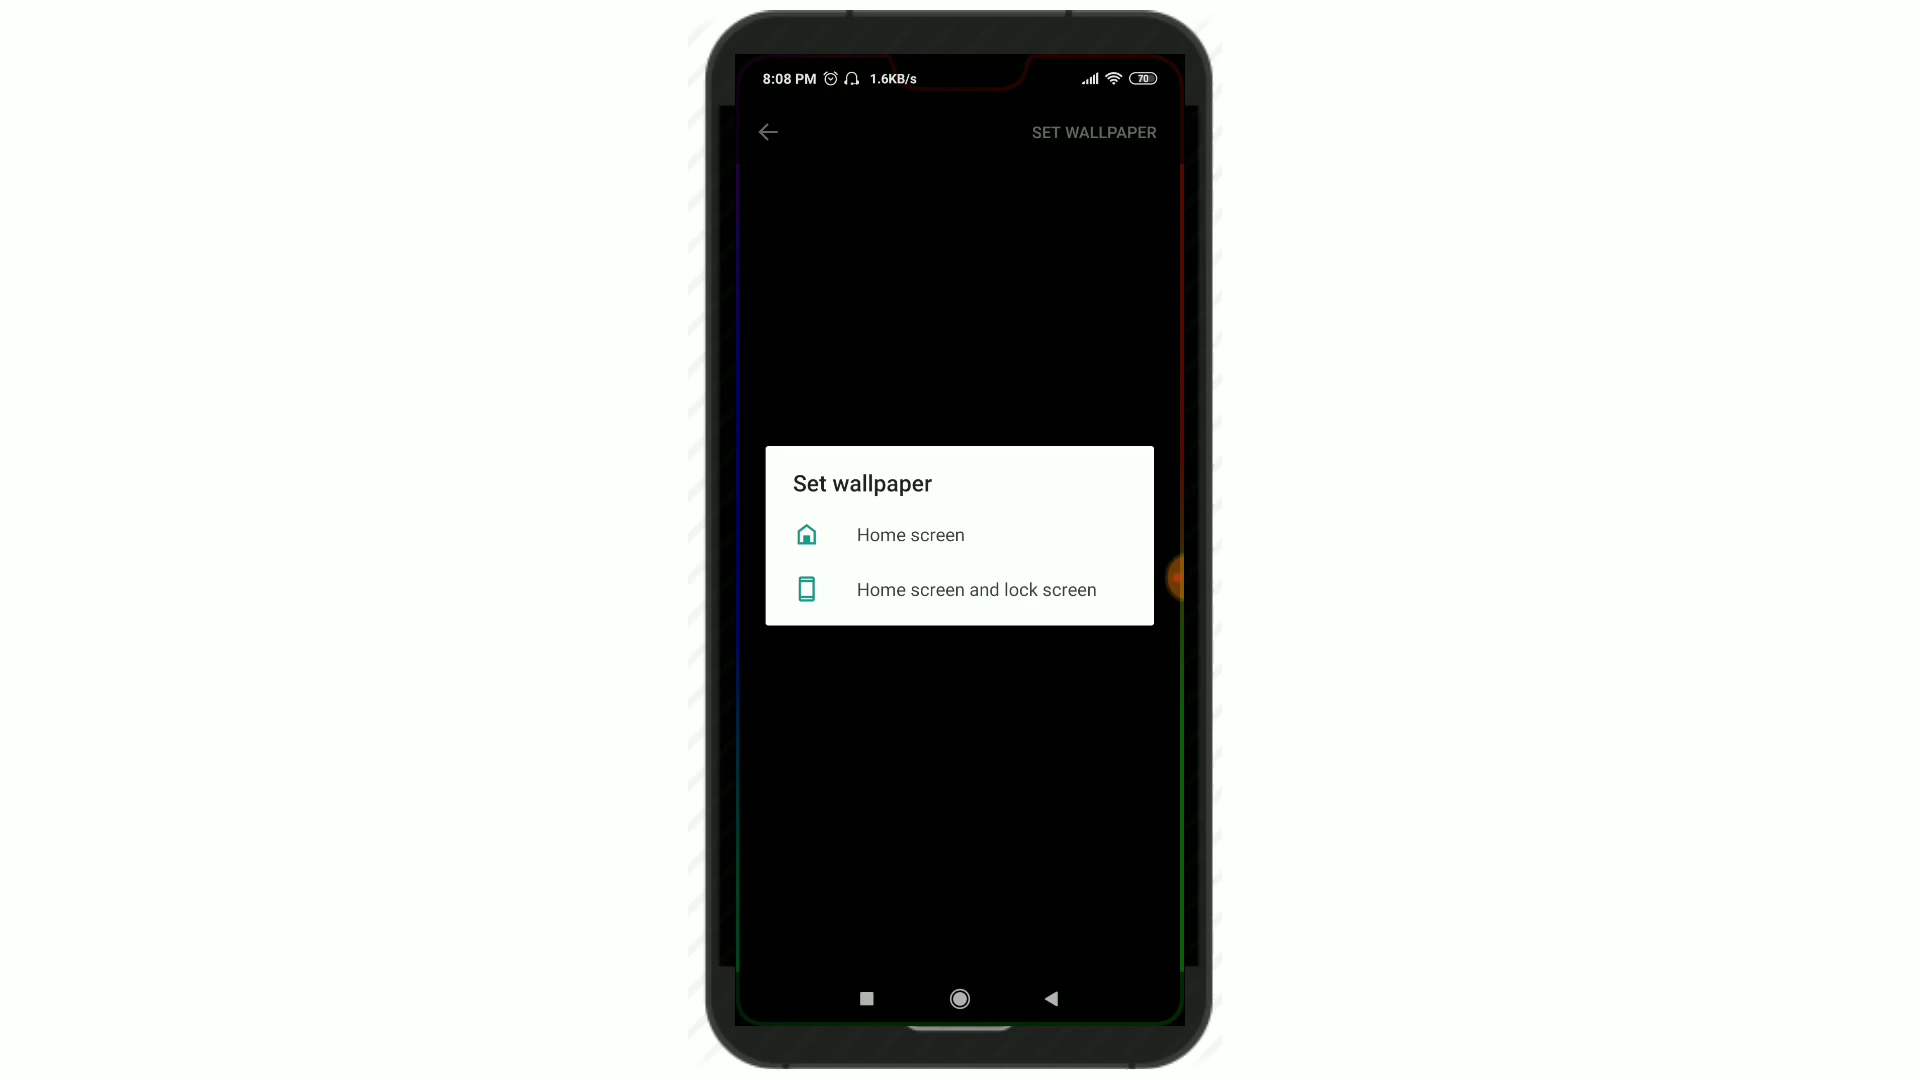 8:08 PM 1.6KB/s 70
SET WALLPAPER
Set wallpaper
Home screen
Home screen and lock screen